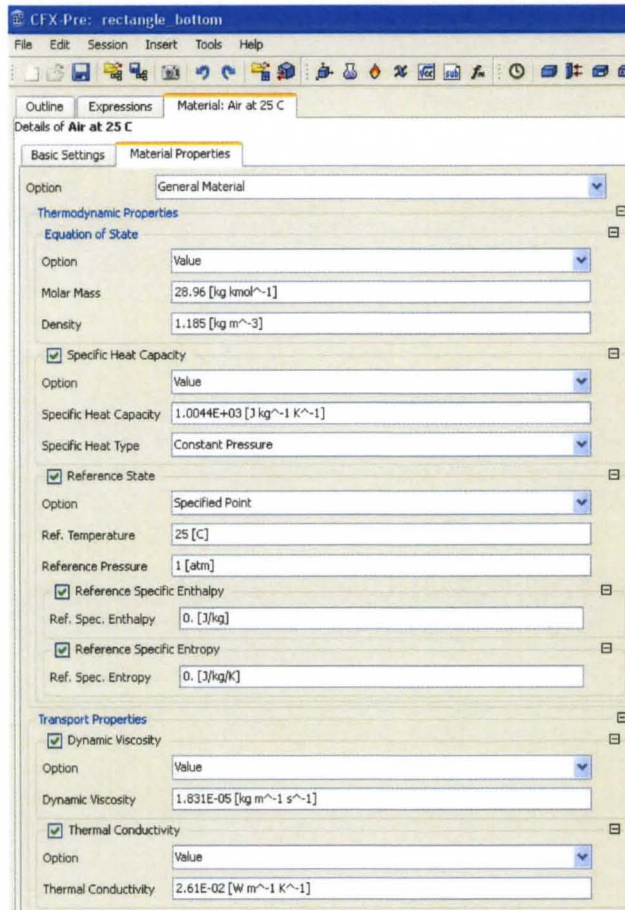 CFX-Pre: rectangle_bottom
File Edit Session Insert Tools Help
Outline Expressions Material: Air at 25 C
Details of Air at 25 C
Basic Settings Material Properties
Option General Material
Thermodynamic Properties
Equation of State
Option Value
Molar Mass 28.96 [kg kmol^-1]
Density 1.185 [kg m^-3]
Specific Heat Capacity
Option Value
Specific Heat Capacity 1.0044E+03 [J kg^-1 K^-1]
Specific Heat Type Constant Pressure
Reference State
Option Specified Point
Ref. Temperature 25 [C]
Reference Pressure 1 [atm]
Reference Specific Enthalpy
Ref. Spec. Enthalpy 0. [J/kg]
Reference Specific Entropy
Ref. Spec. Entropy 0. [J/kg/K]
Transport Properties
Dynamic Viscosity
Option Value
Dynamic Viscosity 1.831E-05 [kg m^-1 s^-1]
Thermal Conductivity
Option Value
Thermal Conductivity 2.61E-02 [W m^-1 K^-1]